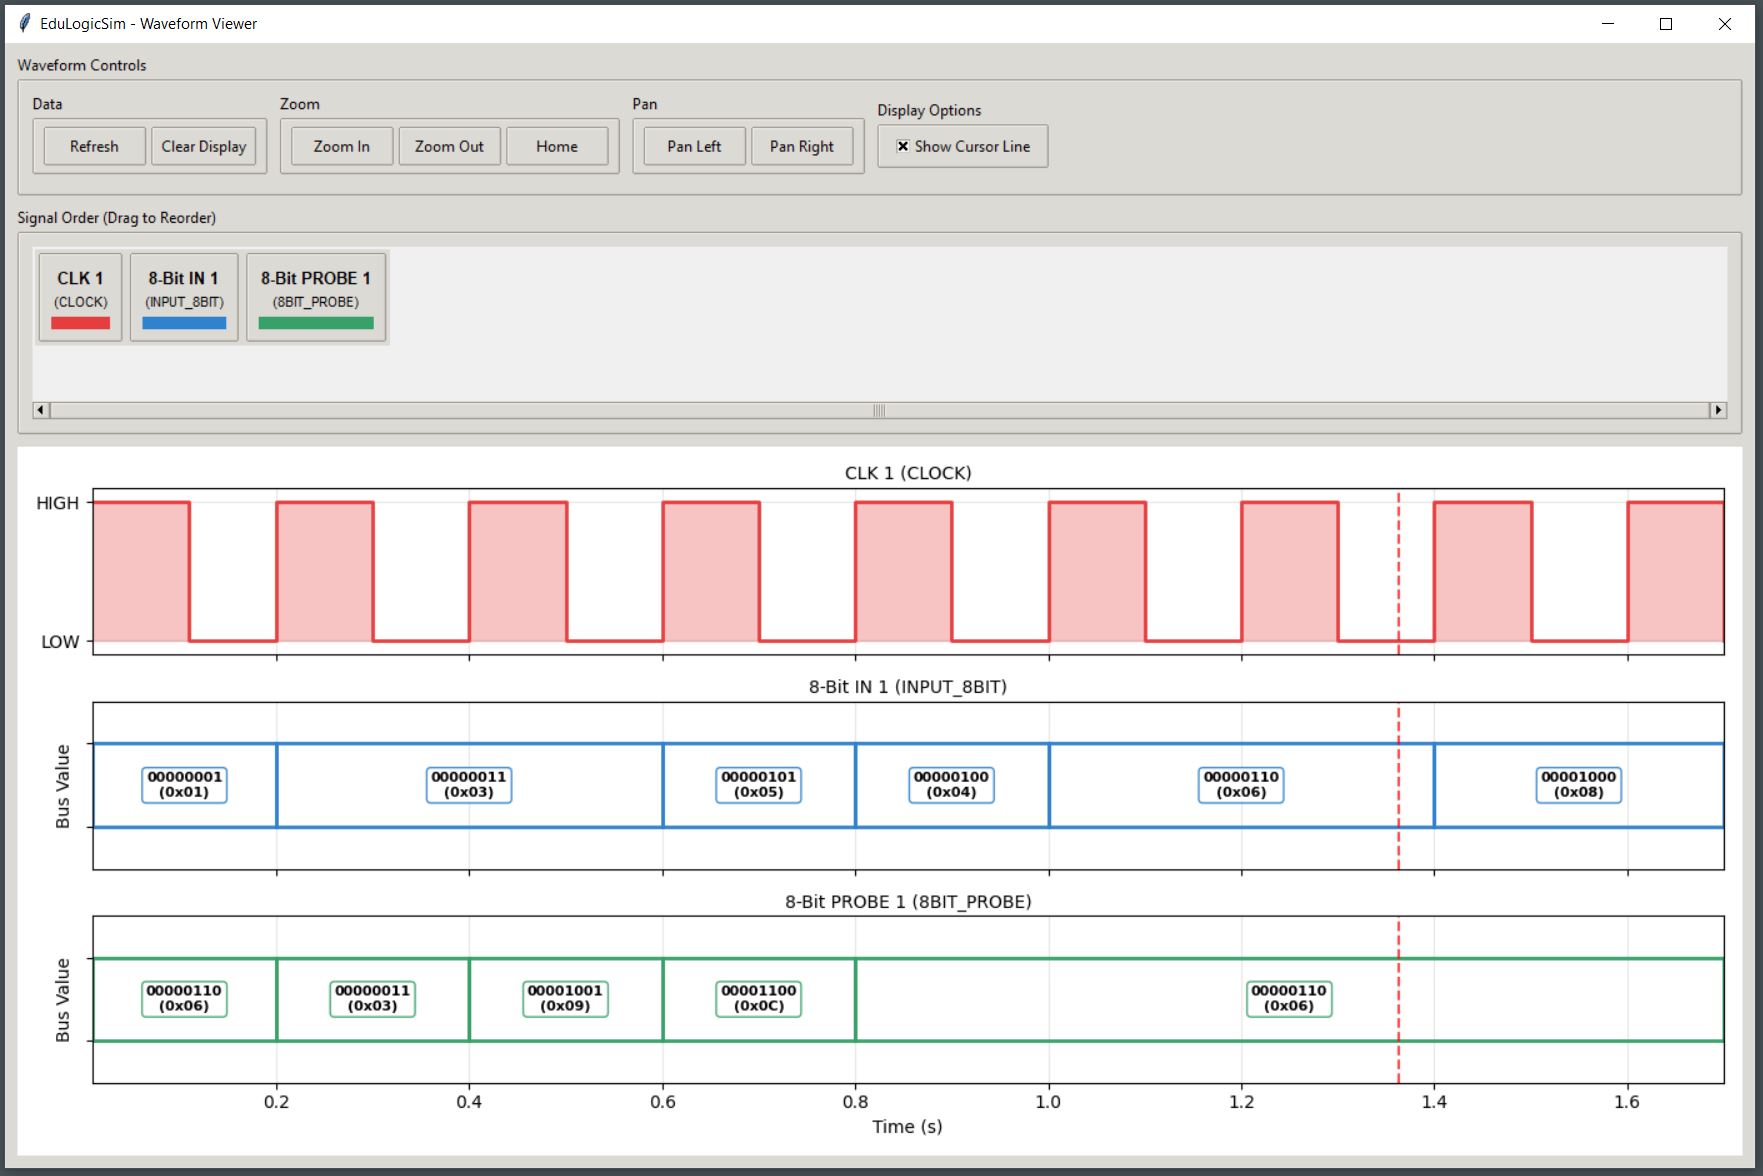 EduLogicSim - Waveform Viewer
Waveform Controls
Data
Zoom
Pan
Display Options
Refresh
Clear Display
Zoom In
Zoom Out
Home
Pan Left
Pan Right
Show Cursor Line
Signal Order (Drag to Reorder)
CLK 1
(CLOCK)
8-Bit IN 1
(INPUT_8BIT)
8-Bit PROBE 1
(8BIT_PROBE)
CLK 1 (CLOCK)
HIGH
LOW
8-Bit IN 1 (INPUT_8BIT)
Bus Value
00000001
(0x01)
00000011
(0x03)
00000101
(0x05)
00000100
(0x04)
00000110
(0x06)
00001000
(0x08)
8-Bit PROBE 1 (8BIT_PROBE)
Bus Value
00000110
(0x06)
00000011
(0x03)
00001001
(0x09)
00001100
(0x0C)
00000110
(0x06)
0.2 0.4 0.6 0.8 1.0 1.2 1.4 1.6
Time (s)